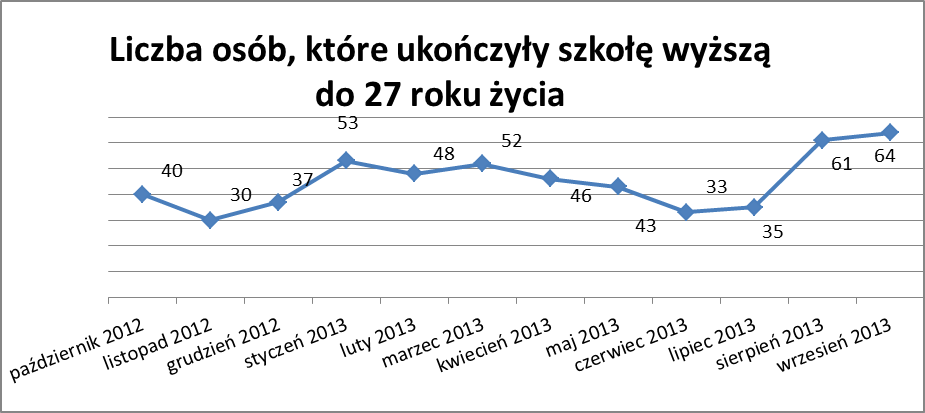 Liczba osób, które ukończyły szkołę wyższą
do 27 roku życia
40
30
37
53
48
52
46
43
33
35
61
64
październik 2012
listopad 2012
grudzień 2012
styczeń 2013
luty 2013
marzec 2013
kwiecień 2013
maj 2013
czerwiec 2013
lipiec 2013
sierpień 2013
wrzesień 2013